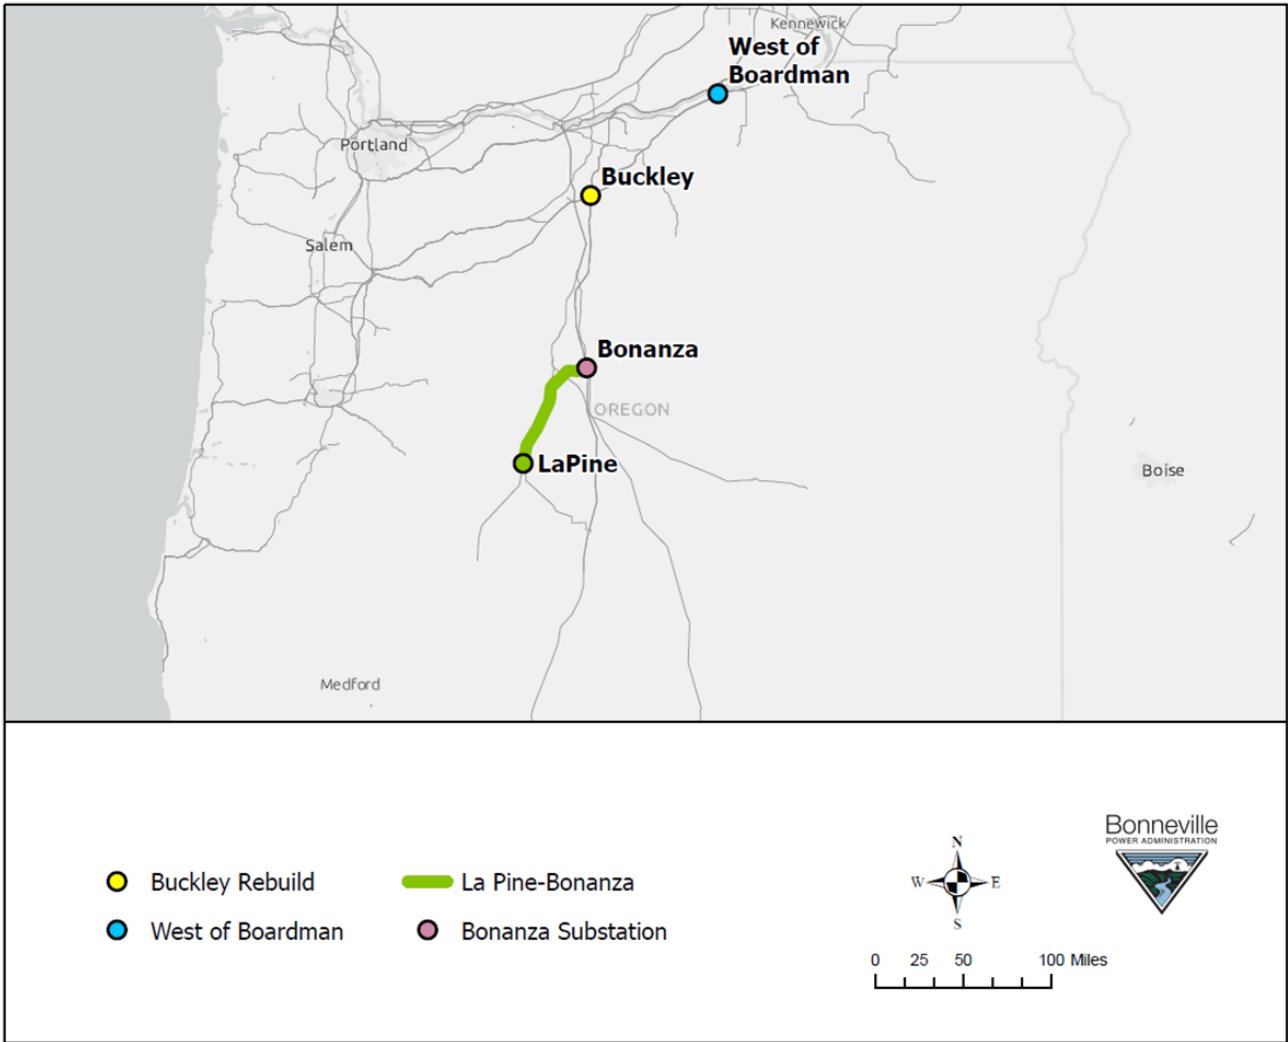 Kennewick
West of
Boardman
Portland
Buckley
Salem
Bonanza
OREGON
LaPine
Boise
Medford
Buckley Rebuild
La Pine-Bonanza
West of Boardman
Bonanza Substation
N
W E
S
0 25 50 100 Miles
Bonneville
POWER ADMINISTRATION